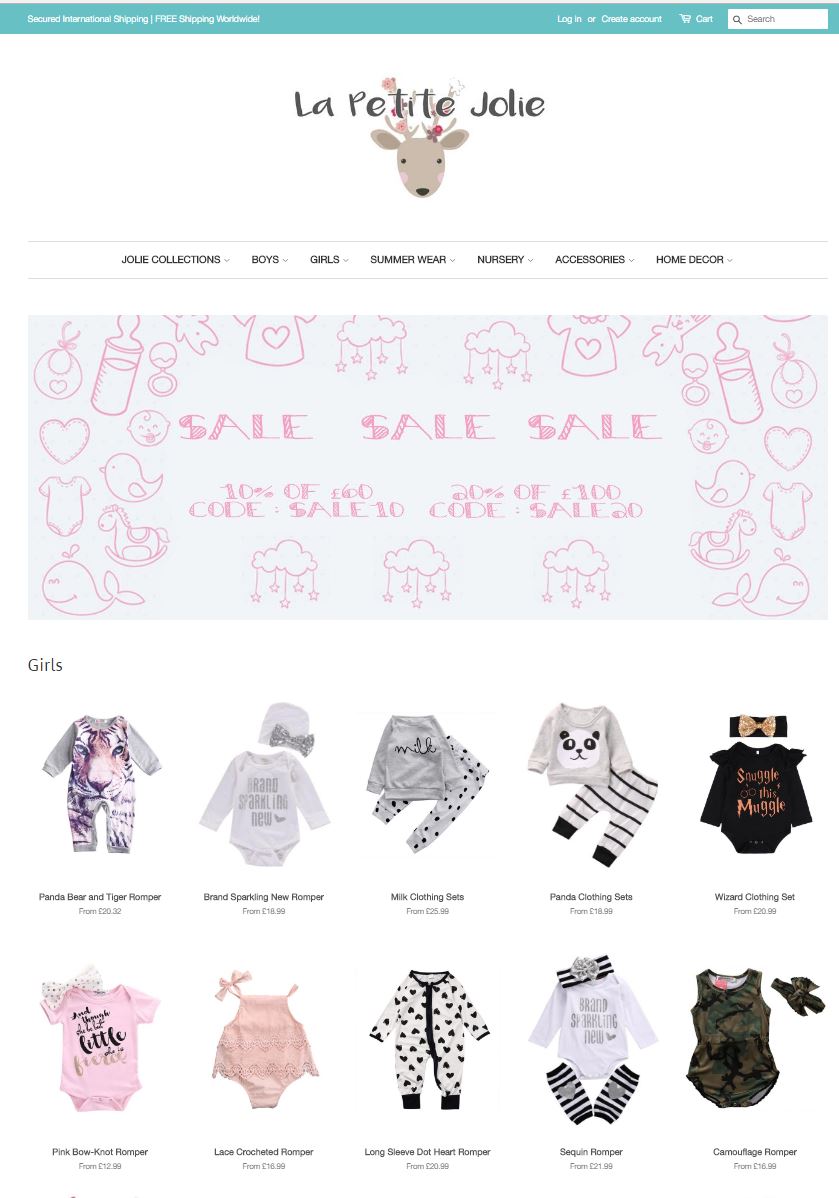 Secured International Shipping | FREE Shipping Worldwide!
Log in or Create account Cart Search
La Petite Jolie
JOLIE COLLECTIONS BOYS GIRLS SUMMER WEAR NURSERY ACCESSORIES HOME DECOR
SALE SALE SALE
10% OF £60 20% OF £100
CODE : SALE10 CODE : SALE20
Girls
BRAND
SPARKLING
NEW
milk
Snuggle
this
Muggle
Panda Bear and Tiger Romper Brand Sparkling New Romper Milk Clothing Sets Panda Clothing Sets Wizard Clothing Set
From £20.32 From £18.99 From £25.99 From £18.99 From £20.99
And
though
she be but
little
she is
fierce
BRAND
SPARKLING
NEW
Pink Bow-Knot Romper Lace Crocheted Romper Long Sleeve Dot Heart Romper Sequin Romper Camouflage Romper
From £12.99 From £16.99 From £20.99 From £21.99 From £16.99